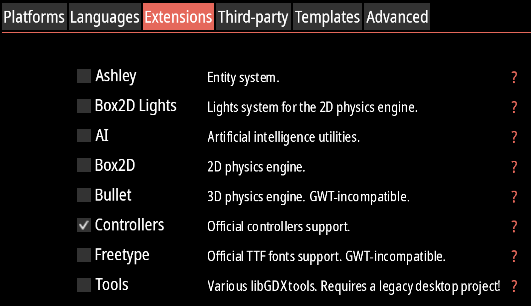 Platforms Languages Extensions Third-party Templates Advanced
Ashley Entity system. ?
Box2D Lights Lights system for the 2D physics engine. ?
AI Artificial intelligence utilities. ?
Box2D 2D physics engine. ?
Bullet 3D physics engine. GWT-incompatible. ?
Controllers Official controllers support. ?
Freetype Official TTF fonts support. GWT-incompatible. ?
Tools Various libGDX tools. Requires a legacy desktop project! ?